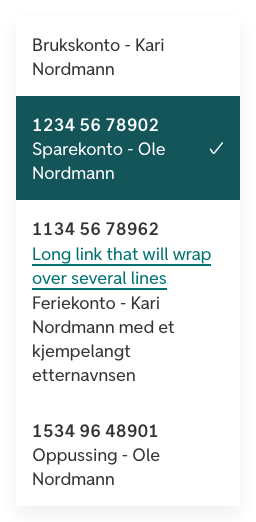 Brukskonto - Kari
Nordmann
1234 56 78902
Sparekonto - Ole
Nordmann
1134 56 78962
Long link that will wrap
over several lines
Feriekonto - Kari
Nordmann med et
kjempelangt
etternavnsen
1534 96 48901
Oppussing - Ole
Nordmann